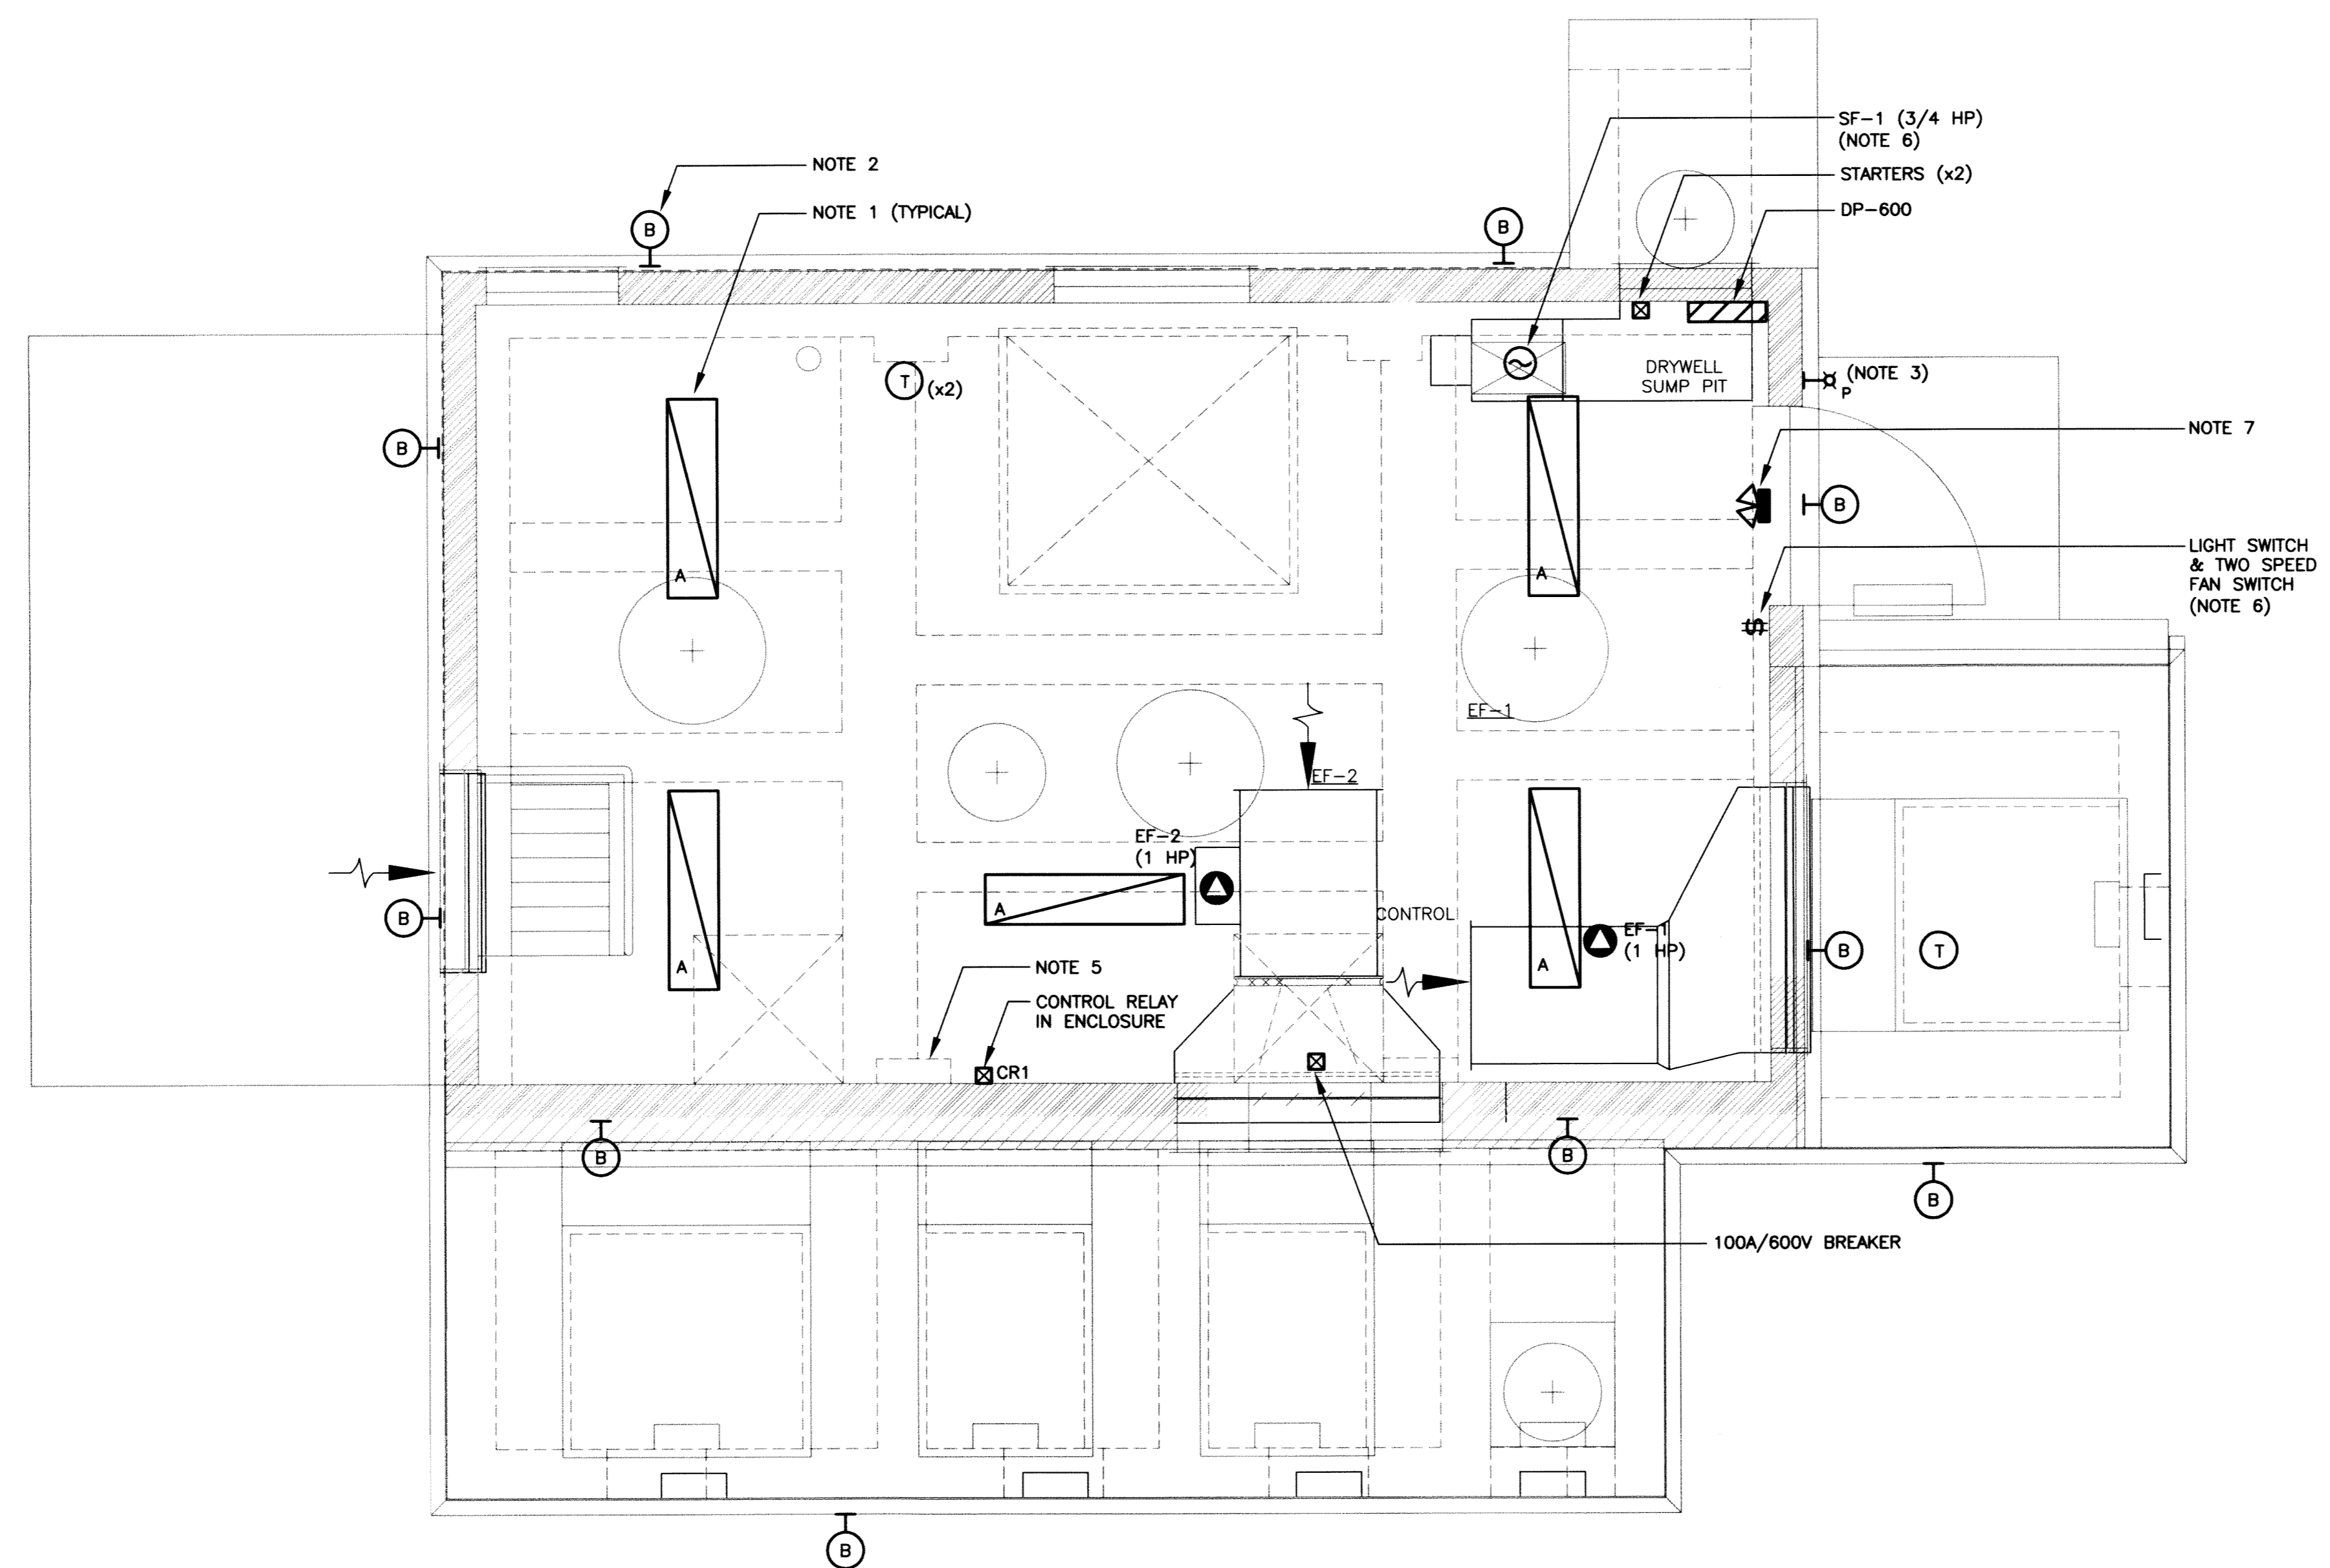 SF-1 (3/4 HP)
(NOTE 6)
STARTERS (x2)
DP-600
NOTE 2
NOTE 1 (TYPICAL)
B
B
DRYWELL
SUMP PIT
T (x2)
(NOTE 3)
P
B
NOTE 7
B
A
A
LIGHT SWITCH
& TWO SPEED
FAN SWITCH
(NOTE 6)
$
EF-1
EF-2
EF-2
(1 HP)
A
CONTROL
B
EF-1
(1 HP)
B
T
A
A
NOTE 5
CONTROL RELAY
IN ENCLOSURE
CR1
B
B
B
100A/600V BREAKER
B